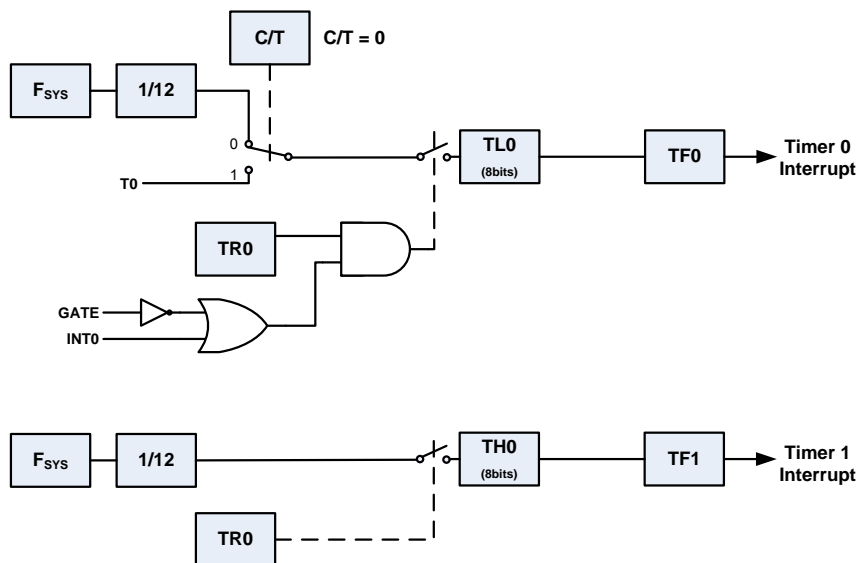 C/T
C/T = 0
FSYS
1/12
0
1
T0
TL0
(8bits)
TF0
Timer 0
Interrupt
TR0
GATE
INT0
FSYS
1/12
TH0
(8bits)
TF1
Timer 1
Interrupt
TR0